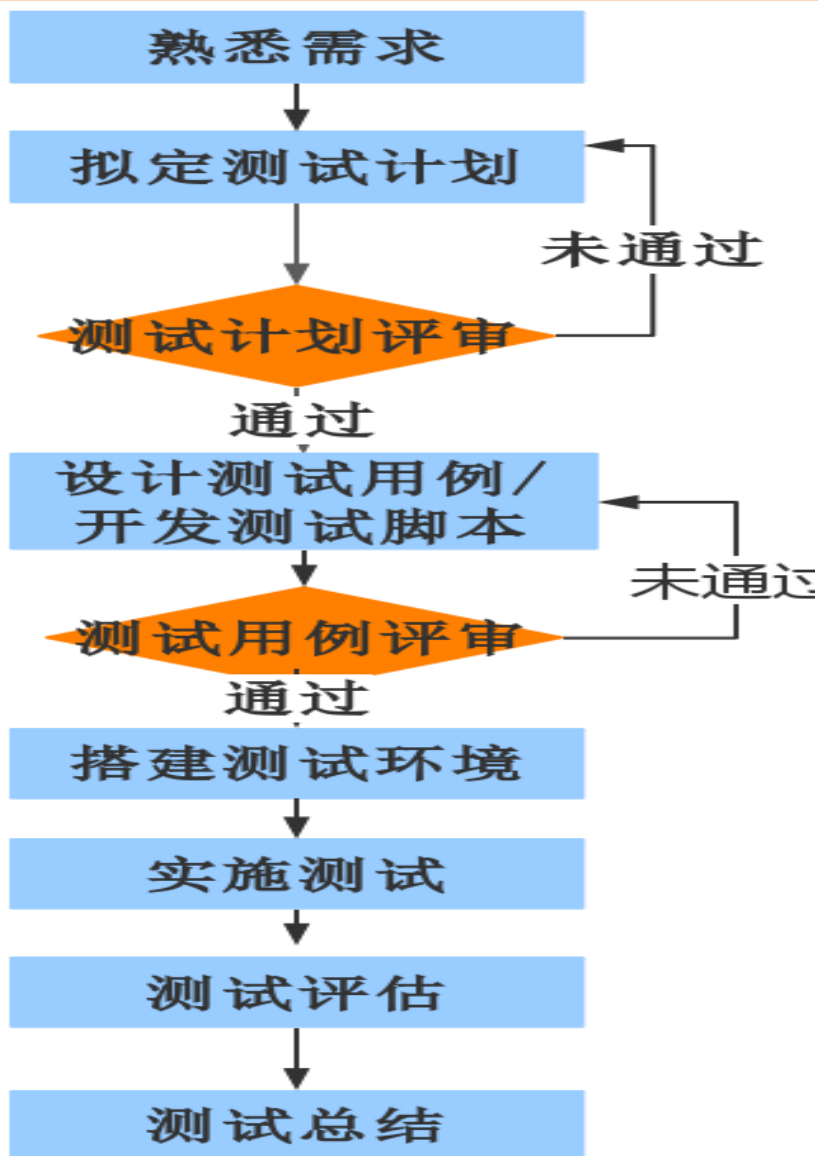 熟悉需求
拟定测试计划
未通过
测试计划评审
通过
设计测试用例/
开发测试脚本
未通过
测试用例评审
通过
搭建测试环境
实施测试
测试评估
测试总结